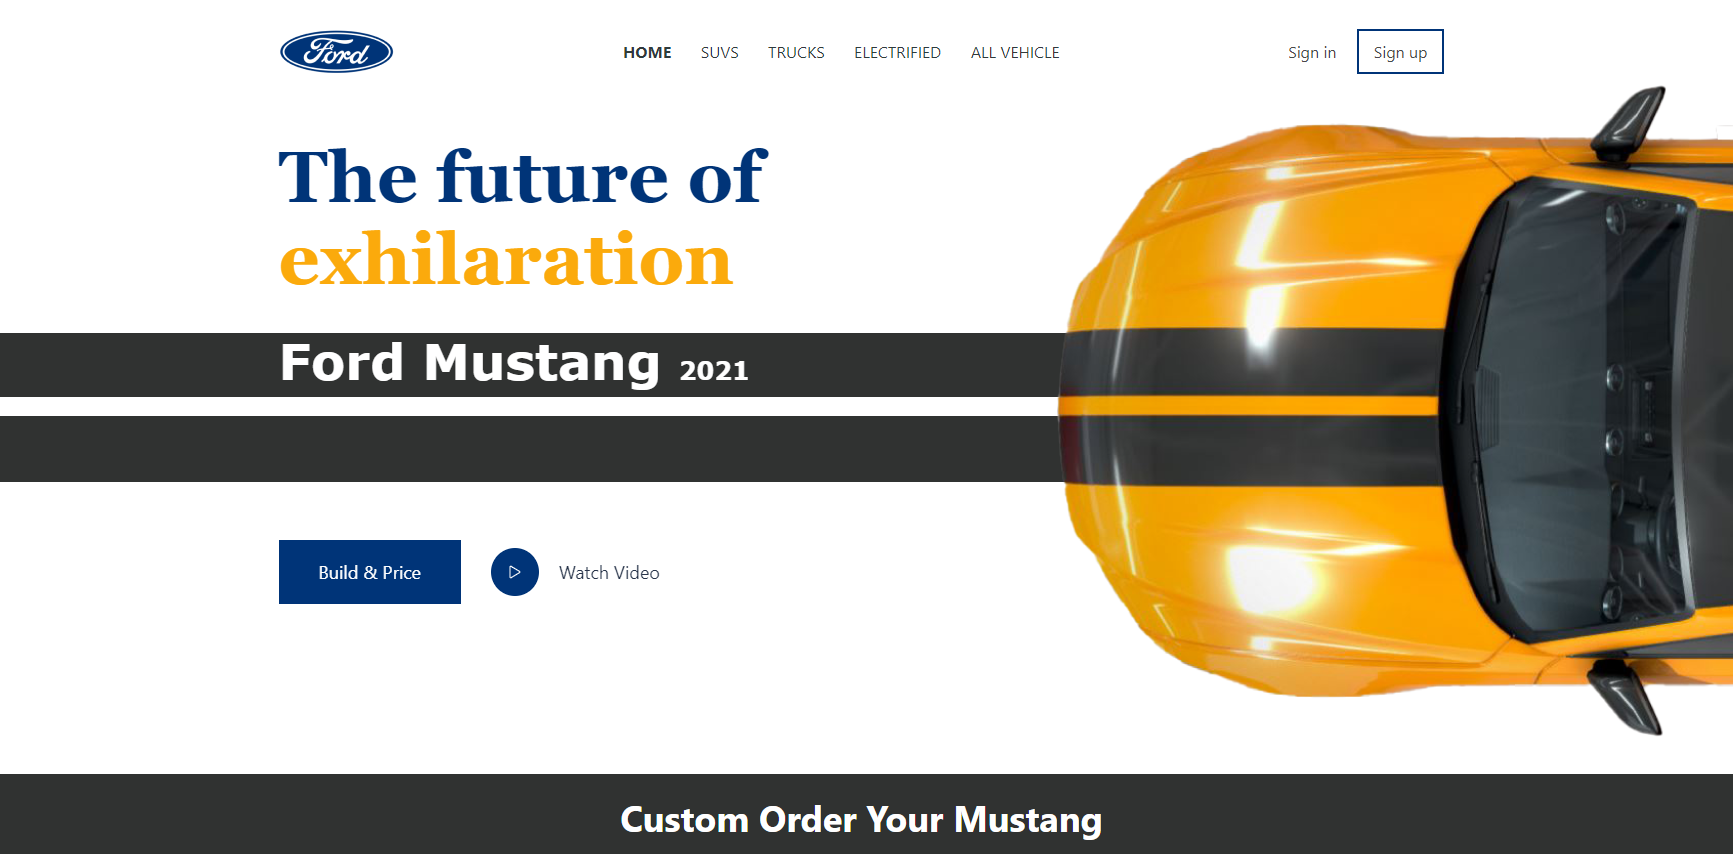 Ford
HOME SUVS TRUCKS ELECTRIFIED ALL VEHICLE
Sign in Sign up
The future of
exhilaration
Ford Mustang 2021
Build & Price Watch Video
Custom Order Your Mustang